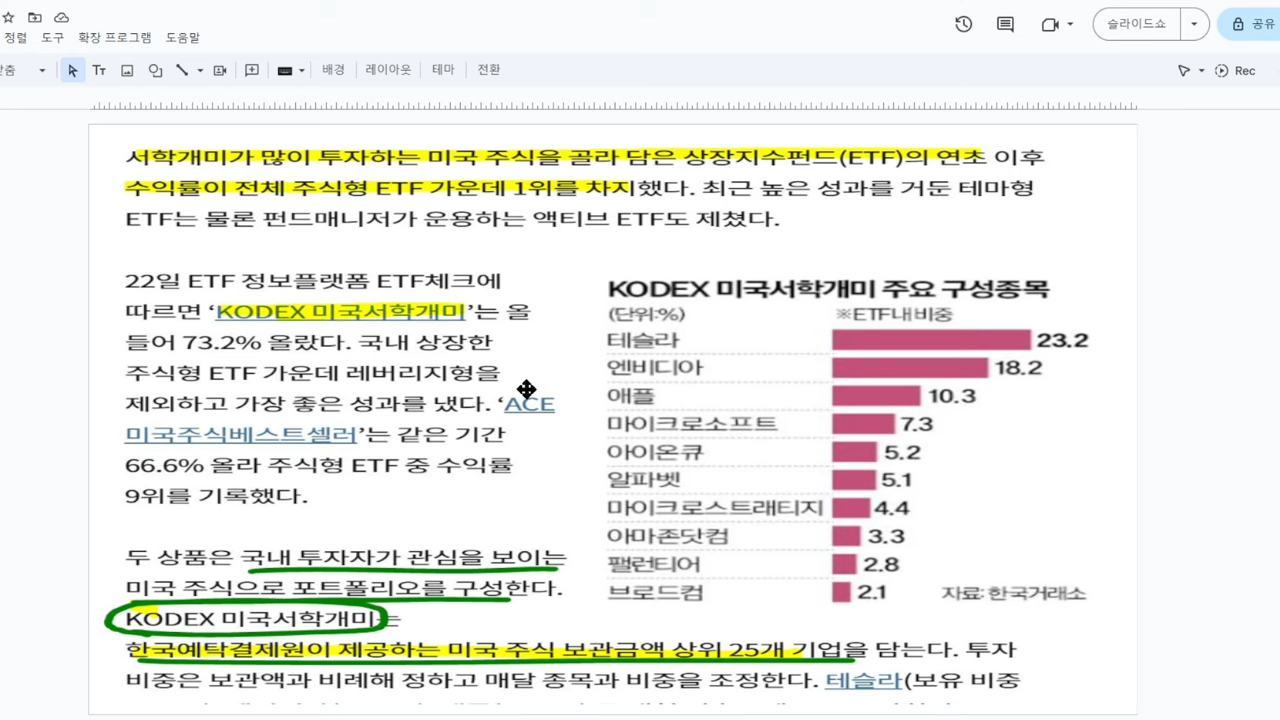 정렬 도구 확장 프로그램 도움말
슬라이드쇼
공유
맞춤
Tт
배경 레이아웃 테마 전환
Rec
서학개미가 많이 투자하는 미국 주식을 골라 담은 상장지수펀드(ETF)의 연초 이후
수익률이 전체 주식형 ETF 가운데 1위를 차지했다. 최근 높은 성과를 거둔 테마형
ETF는 물론 펀드매니저가 운용하는 액티브 ETF도 제쳤다.
22일 ETF 정보플랫폼 ETF체크에
따르면 ‘KODEX 미국서학개미’는 올
들어 73.2% 올랐다. 국내 상장한
주식형 ETF 가운데 레버리지형을
제외하고 가장 좋은 성과를 냈다. ‘ACE
미국주식베스트셀러’는 같은 기간
66.6% 올라 주식형 ETF 중 수익률
9위를 기록했다.
두 상품은 국내 투자자가 관심을 보이는
미국 주식으로 포트폴리오를 구성한다.
KODEX 미국서학개미는
한국예탁결제원이 제공하는 미국 주식 보관금액 상위 25개 기업을 담는다. 투자
비중은 보관액과 비례해 정하고 매달 종목과 비중을 조정한다. 테슬라(보유 비중
KODEX 미국서학개미 주요 구성종목
(단위:%) ※ETF내 비중
테슬라 23.2
엔비디아 18.2
애플 10.3
마이크로소프트 7.3
아이온큐 5.2
알파벳 5.1
마이크로스트래티지 4.4
아마존닷컴 3.3
팰런티어 2.8
브로드컴 2.1 자료: 한국거래소